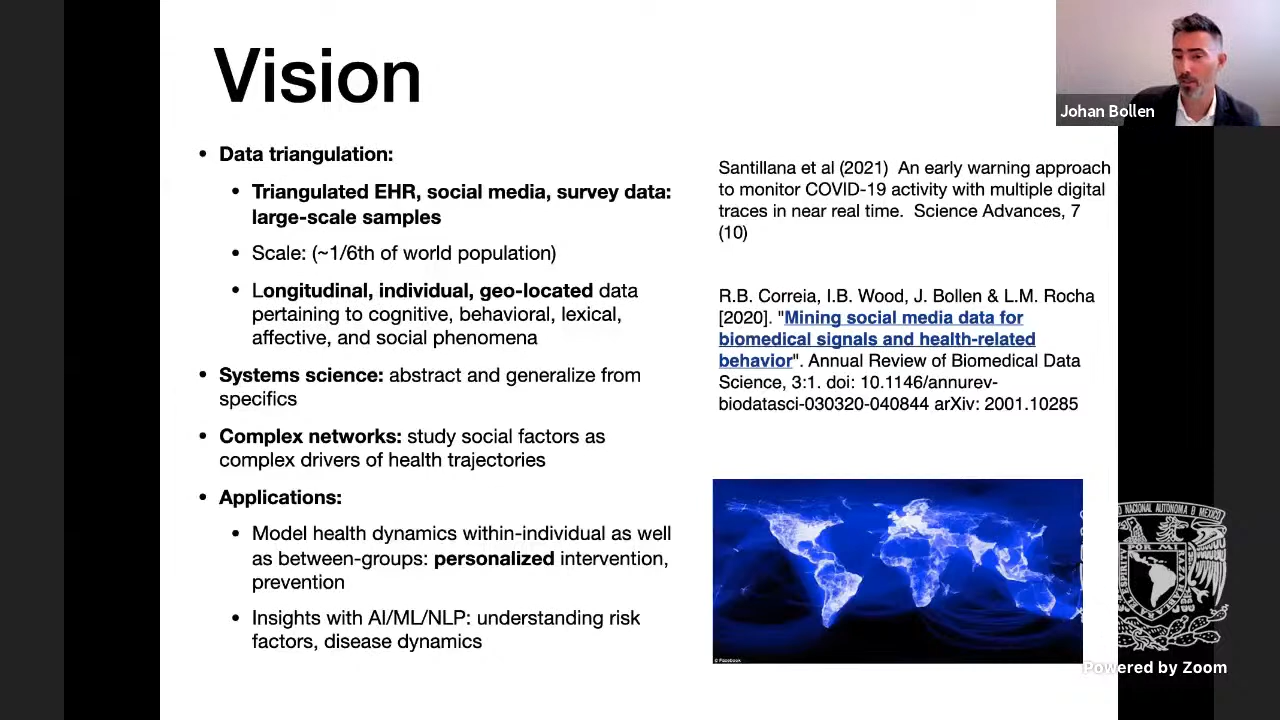 Vision
Johan Bollen
• Data triangulation:
• Triangulated EHR, social media, survey data:
large-scale samples
• Scale: (~1/6th of world population)
• Longitudinal, individual, geo-located data
pertaining to cognitive, behavioral, lexical,
affective, and social phenomena
• Systems science: abstract and generalize from
specifics
• Complex networks: study social factors as
complex drivers of health trajectories
• Applications:
• Model health dynamics within-individual as well
as between-groups: personalized intervention,
prevention
• Insights with AI/ML/NLP: understanding risk
factors, disease dynamics
Santillana et al (2021) An early warning approach
to monitor COVID-19 activity with multiple digital
traces in near real time. Science Advances, 7
(10)
R.B. Correia, I.B. Wood, J. Bollen & L.M. Rocha
[2020]. "Mining social media data for
biomedical signals and health-related
behavior". Annual Review of Biomedical Data
Science, 3:1. doi: 10.1146/annurev-
biodatasci-030320-040844 arXiv: 2001.10285
© Facebook
NACIONAL AUTONOMA
POR MI
ESPIRITU
Powered by Zoom